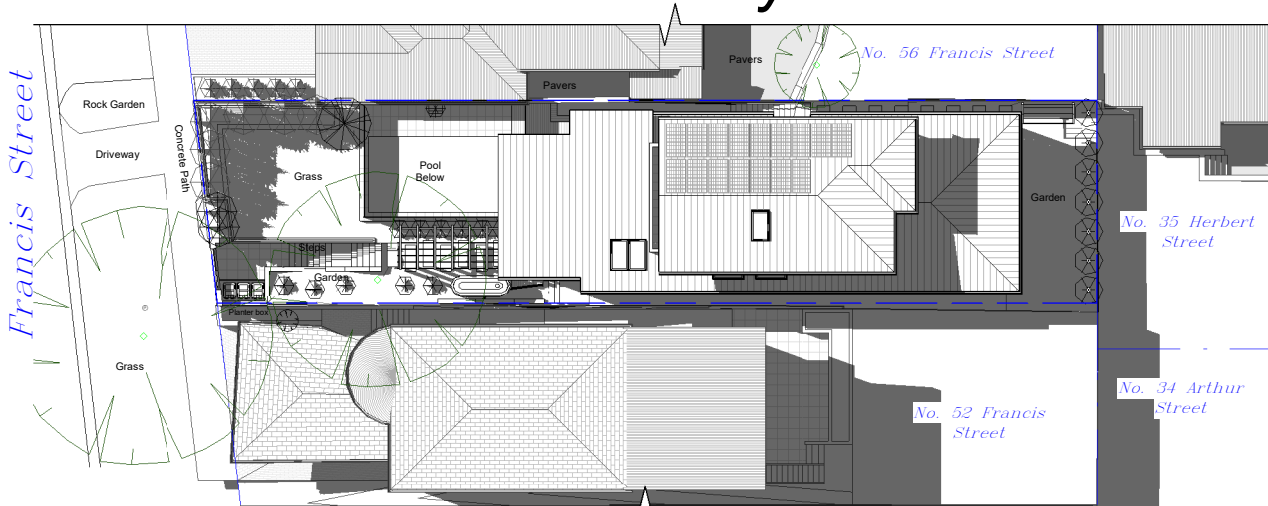 y
No. 56 Francis Street
Pavers
Pavers
Rock Garden
Driveway
Concrete Path
Francis Street
Grass
Pool
Below
Garden
No. 35 Herbert
Street
Steps
Garden
Planter box
Grass
No. 34 Arthur
Street
No. 52 Francis
Street